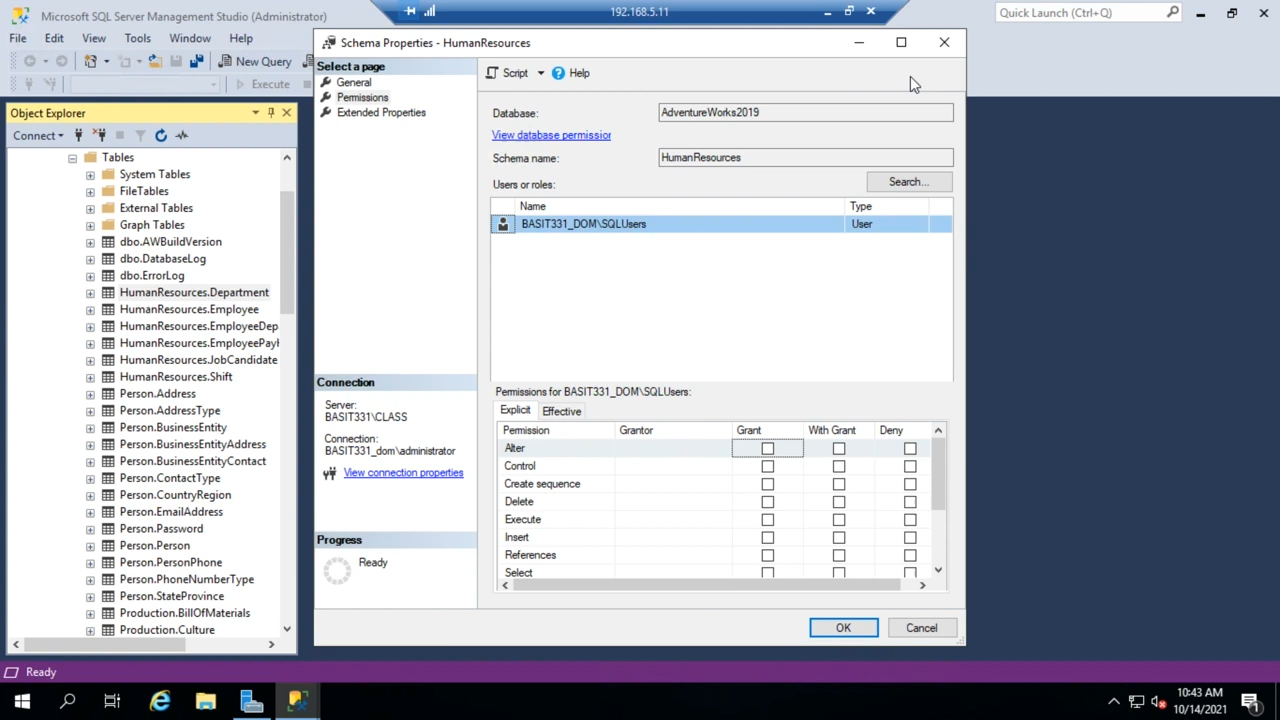 Microsoft SQL Server Management Studio (Administrator)
192.168.5.11
Quick Launch (Ctrl+Q)
File Edit View Tools Window Help
New Query
Execute
Object Explorer
Connect
Tables
System Tables
FileTables
External Tables
Graph Tables
dbo.AWBuildVersion
dbo.DatabaseLog
dbo.ErrorLog
HumanResources.Department
HumanResources.Employee
HumanResources.EmployeeDep
HumanResources.EmployeePay
HumanResources.JobCandidate
HumanResources.Shift
Person.Address
Person.AddressType
Person.BusinessEntity
Person.BusinessEntityAddress
Person.BusinessEntityContact
Person.ContactType
Person.CountryRegion
Person.EmailAddress
Person.Password
Person.Person
Person.PersonPhone
Person.PhoneNumberType
Person.StateProvince
Production.BillOfMaterials
Production.Culture
Schema Properties - HumanResources
Select a page
General
Permissions
Extended Properties
Connection
Server:
BASIT331\CLASS
Connection:
BASIT331_dom\administrator
View connection properties
Progress
Ready
Script Help
Database: AdventureWorks2019
View database permission
Schema name: HumanResources
Users or roles: Search...
Name Type
BASIT331_DOM\SQLUsers User
Permissions for BASIT331_DOM\SQLUsers:
Explicit Effective
Permission Grantor Grant With Grant Deny
Alter
Control
Create sequence
Delete
Execute
Insert
References
Select
OK Cancel
Ready
10:43 AM
10/14/2021
1